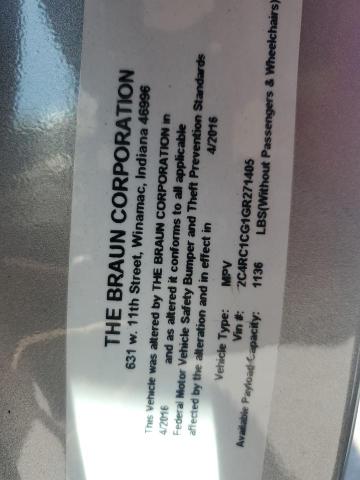 THE BRAUN CORPORATION
631 w. 11th Street, Winamac, Indiana 46996
This Vehicle was altered by THE BRAUN CORPORATION in
4/2016 and as altered it conforms to all applicable
Federal Motor Vehicle Safety Bumper and Theft Prevention Standards
affected by the alteration and in effect in 4/2016
Vehicle Type: MPV
Vin #: 2C4RC1CG1GR271405
Available Payload Capacity: 1136 LBS(Without Passengers & Wheelchairs)